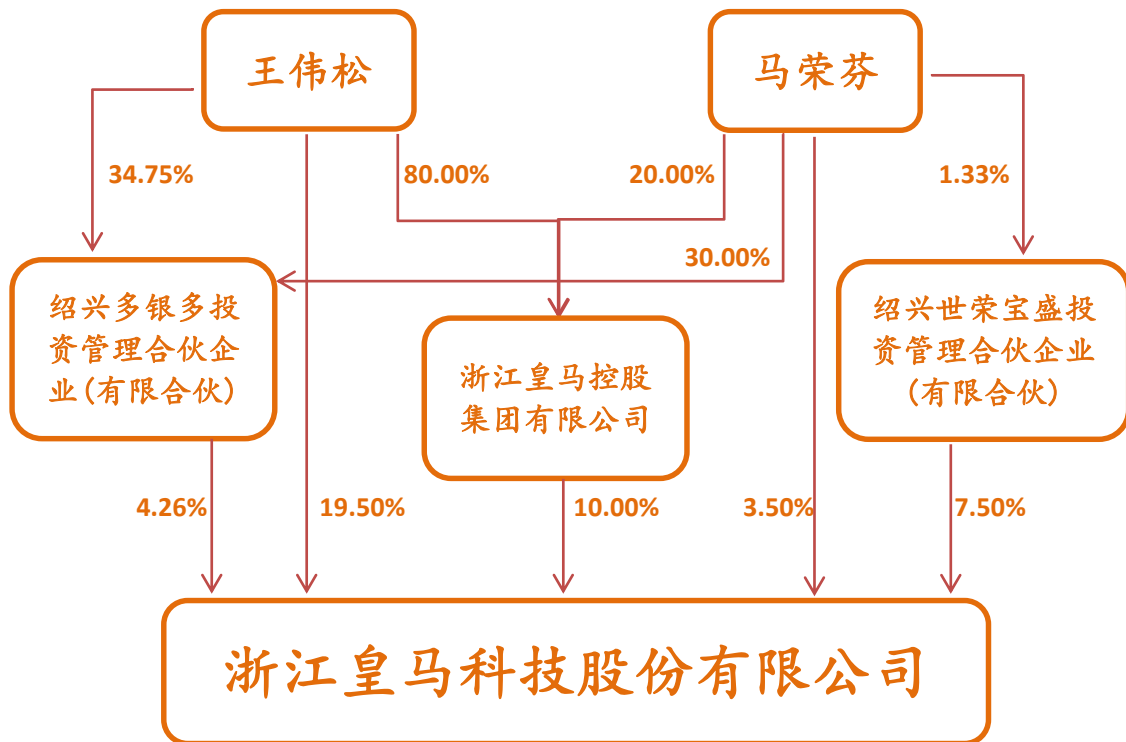 王伟松
马荣芬
34.75%
80.00%
20.00%
1.33%
30.00%
绍兴多银多投
资管理合伙企
业(有限合伙)
浙江皇马控股
集团有限公司
绍兴世荣宝盛投
资管理合伙企业
(有限合伙)
4.26%
19.50%
10.00%
3.50%
7.50%
浙江皇马科技股份有限公司